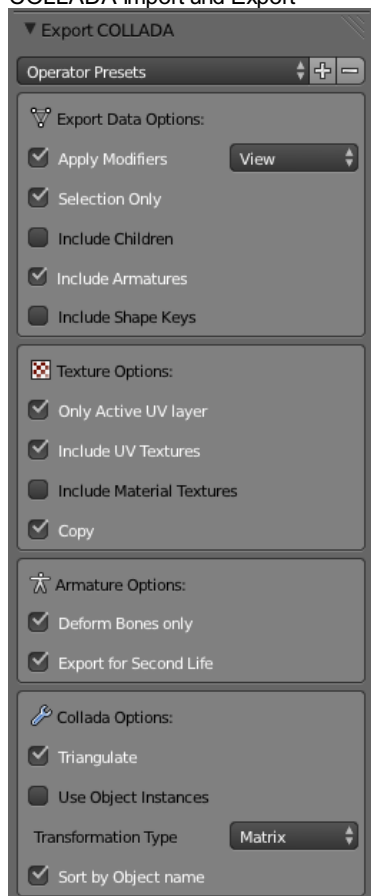 COLLADA Import and Export
Export COLLADA
Operator Presets
Export Data Options:
Apply Modifiers View
Selection Only
Include Children
Include Armatures
Include Shape Keys
Texture Options:
Only Active UV layer
Include UV Textures
Include Material Textures
Copy
Armature Options:
Deform Bones only
Export for Second Life
Collada Options:
Triangulate
Use Object Instances
Transformation Type Matrix
Sort by Object name